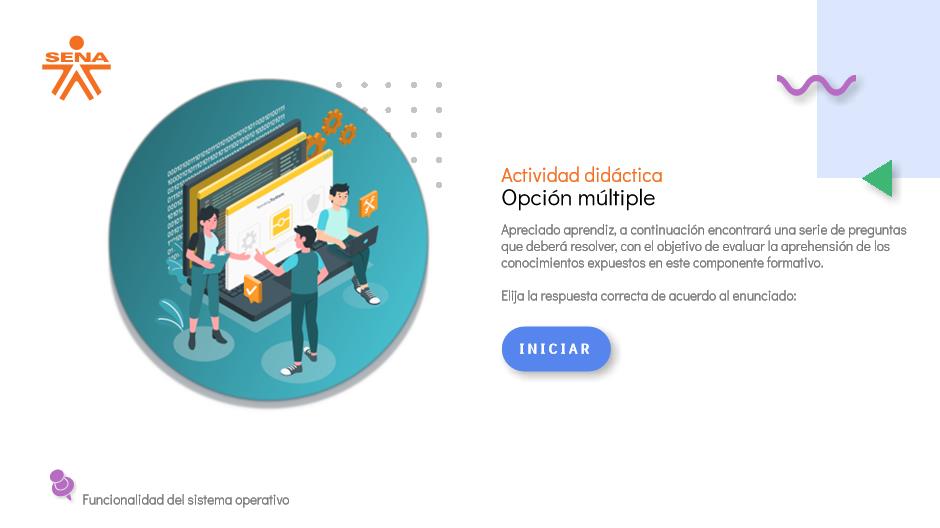 SENA
Actividad didáctica
Opción múltiple
Apreciado aprendiz, a continuación encontrará una serie de preguntas
que deberá resolver, con el objetivo de evaluar la aprehensión de los
conocimientos expuestos en este componente formativo.
Elija la respuesta correcta de acuerdo al enunciado:
INICIAR
Funcionalidad del sistema operativo